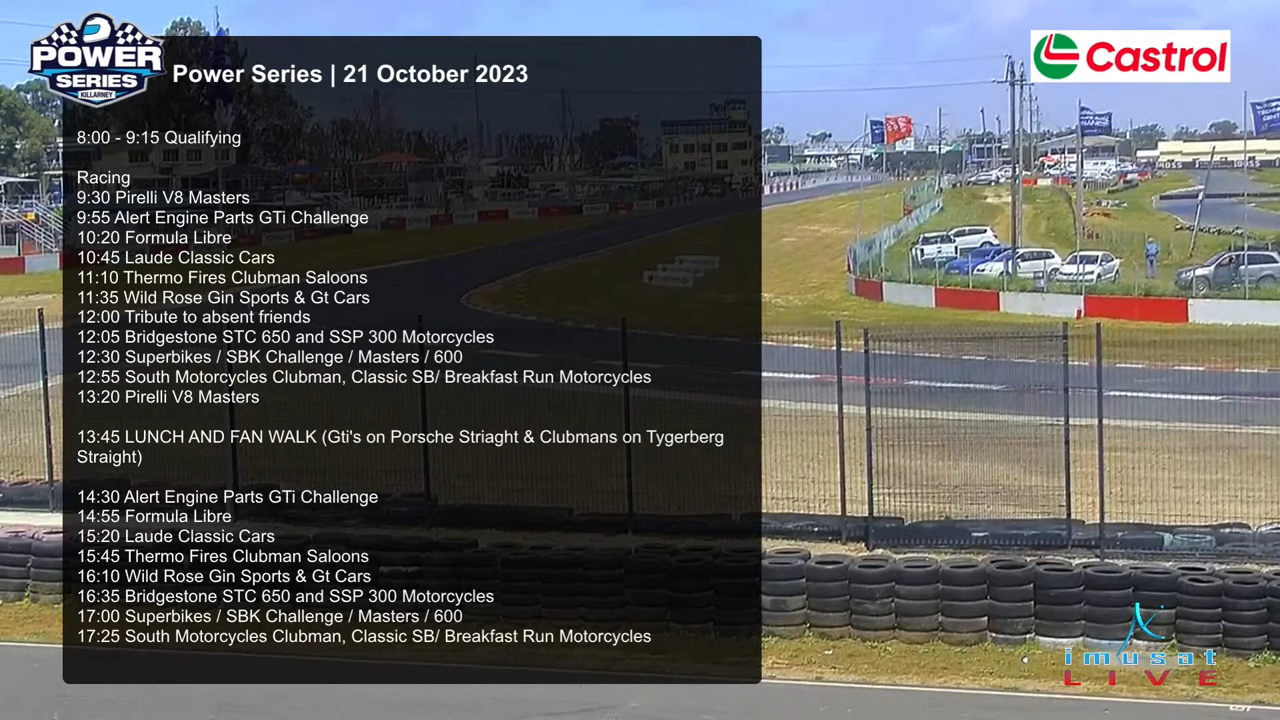 POWER
SERIES
KILLARNEY
Power Series | 21 October 2023
Castrol
8:00 - 9:15 Qualifying
Racing
9:30 Pirelli V8 Masters
9:55 Alert Engine Parts GTi Challenge
10:20 Formula Libre
10:45 Laude Classic Cars
11:10 Thermo Fires Clubman Saloons
11:35 Wild Rose Gin Sports & Gt Cars
12:00 Tribute to absent friends
12:05 Bridgestone STC 650 and SSP 300 Motorcycles
12:30 Superbikes / SBK Challenge / Masters / 600
12:55 South Motorcycles Clubman, Classic SB/ Breakfast Run Motorcycles
13:20 Pirelli V8 Masters
13:45 LUNCH AND FAN WALK (Gti's on Porsche Striaght & Clubmans on Tygerberg
Straight)
14:30 Alert Engine Parts GTi Challenge
14:55 Formula Libre
15:20 Laude Classic Cars
15:45 Thermo Fires Clubman Saloons
16:10 Wild Rose Gin Sports & Gt Cars
16:35 Bridgestone STC 650 and SSP 300 Motorcycles
17:00 Superbikes / SBK Challenge / Masters / 600
17:25 South Motorcycles Clubman, Classic SB/ Breakfast Run Motorcycles
imusat
LIVE